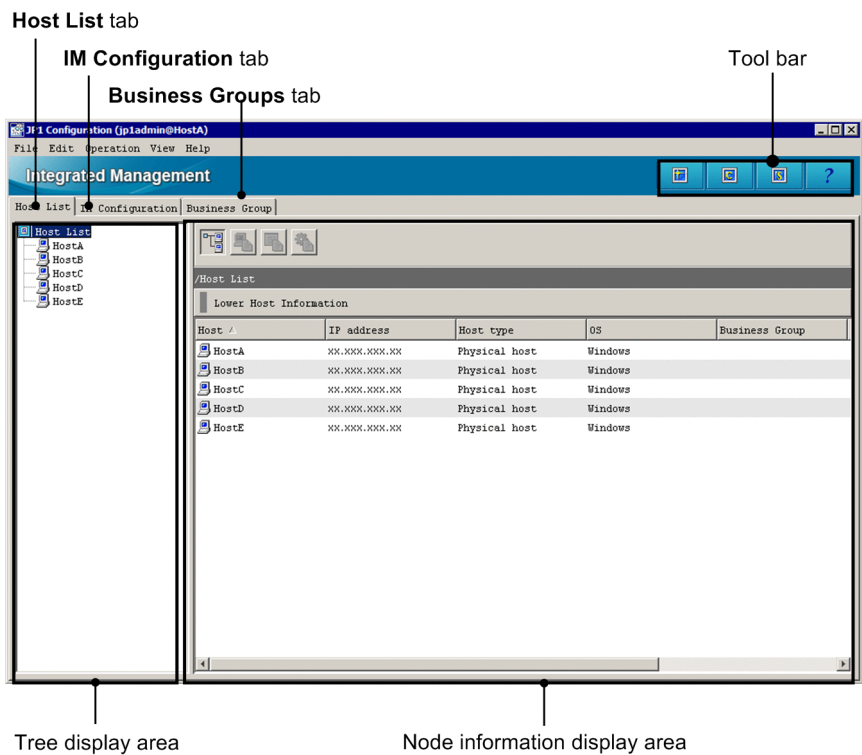 Host List tab
IM Configuration tab
Tool bar
Business Groups tab
JP1 Configuration (jp1admin@HostA)
File Edit Operation View Help
Integrated Management
?
Host List IM Configuration Business Group
Host List
HostA
HostB
HostC
HostD
HostE
/Host List
Lower Host Information
Host IP address Host type OS Business Group
HostA xx.xxx.xxx.xx Physical host Windows
HostB xx.xxx.xxx.xx Physical host Windows
HostC xx.xxx.xxx.xx Physical host Windows
HostD xx.xxx.xxx.xx Physical host Windows
HostE xx.xxx.xxx.xx Physical host Windows
Tree display area
Node information display area